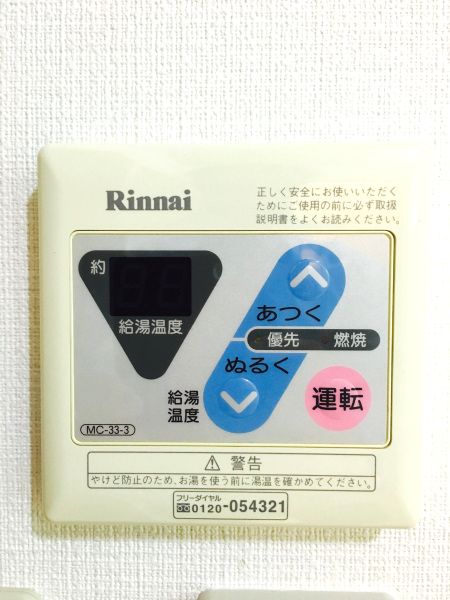 Rinnai
正しく安全にお使いいただく
ためにご使用の前に必ず取扱
説明書をよくお読みください。
約
給湯温度
あつく
優先 燃焼
ぬるく
給湯
温度
運転
MC-33-3
⚠警告
やけど防止のため、お湯を使う前に湯温を確かめてください。
フリーダイヤル
0120-054321